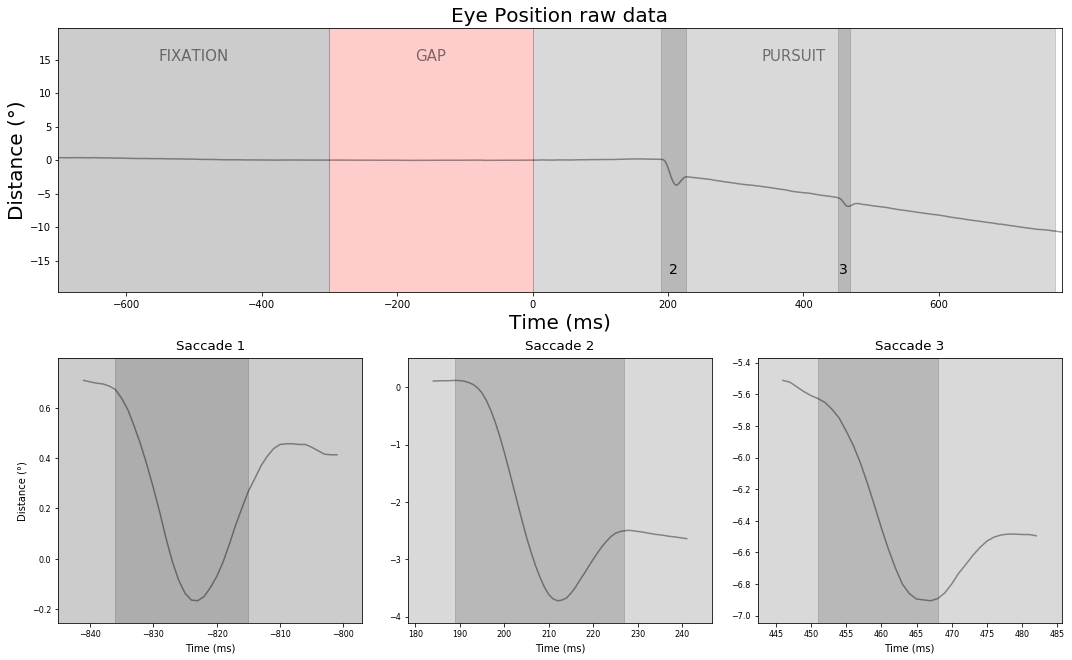 Eye Position raw data
FIXATION GAP PURSUIT
15
10
5
0
−5
−10
−15
Distance (°)
2 3
−600 −400 −200 0 200 400 600
Time (ms)
Saccade 1 Saccade 2 Saccade 3
0.6
0.4
0.2
0.0
−0.2
Distance (°)
−840 −830 −820 −810 −800
Time (ms)
0
−1
−2
−3
−4
180 190 200 210 220 230 240
Time (ms)
−5.4
−5.6
−5.8
−6.0
−6.2
−6.4
−6.6
−6.8
−7.0
445 450 455 460 465 470 475 480 485
Time (ms)